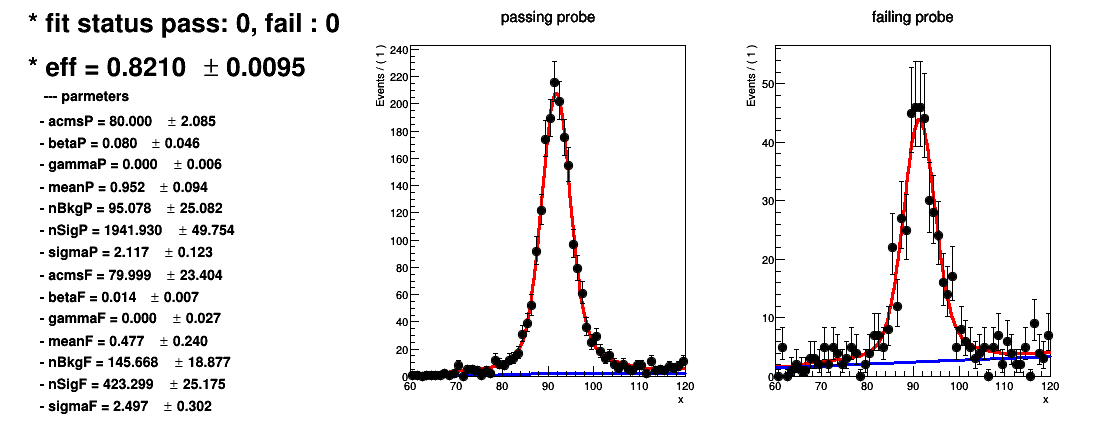 * fit status pass: 0, fail : 0
* eff = 0.8210 ± 0.0095
--- parmeters
- acmsP = 80.000 ± 2.085
- betaP = 0.080 ± 0.046
- gammaP = 0.000 ± 0.006
- meanP = 0.952 ± 0.094
- nBkgP = 95.078 ± 25.082
- nSigP = 1941.930 ± 49.754
- sigmaP = 2.117 ± 0.123
- acmsF = 79.999 ± 23.404
- betaF = 0.014 ± 0.007
- gammaF = 0.000 ± 0.027
- meanF = 0.477 ± 0.240
- nBkgF = 145.668 ± 18.877
- nSigF = 423.299 ± 25.175
- sigmaF = 2.497 ± 0.302
passing probe
Events / ( 1 )
240
220
200
180
160
140
120
100
80
60
40
20
0
60 70 80 90 100 110 120
x
failing probe
Events / ( 1 )
50
40
30
20
10
0
60 70 80 90 100 110 120
x